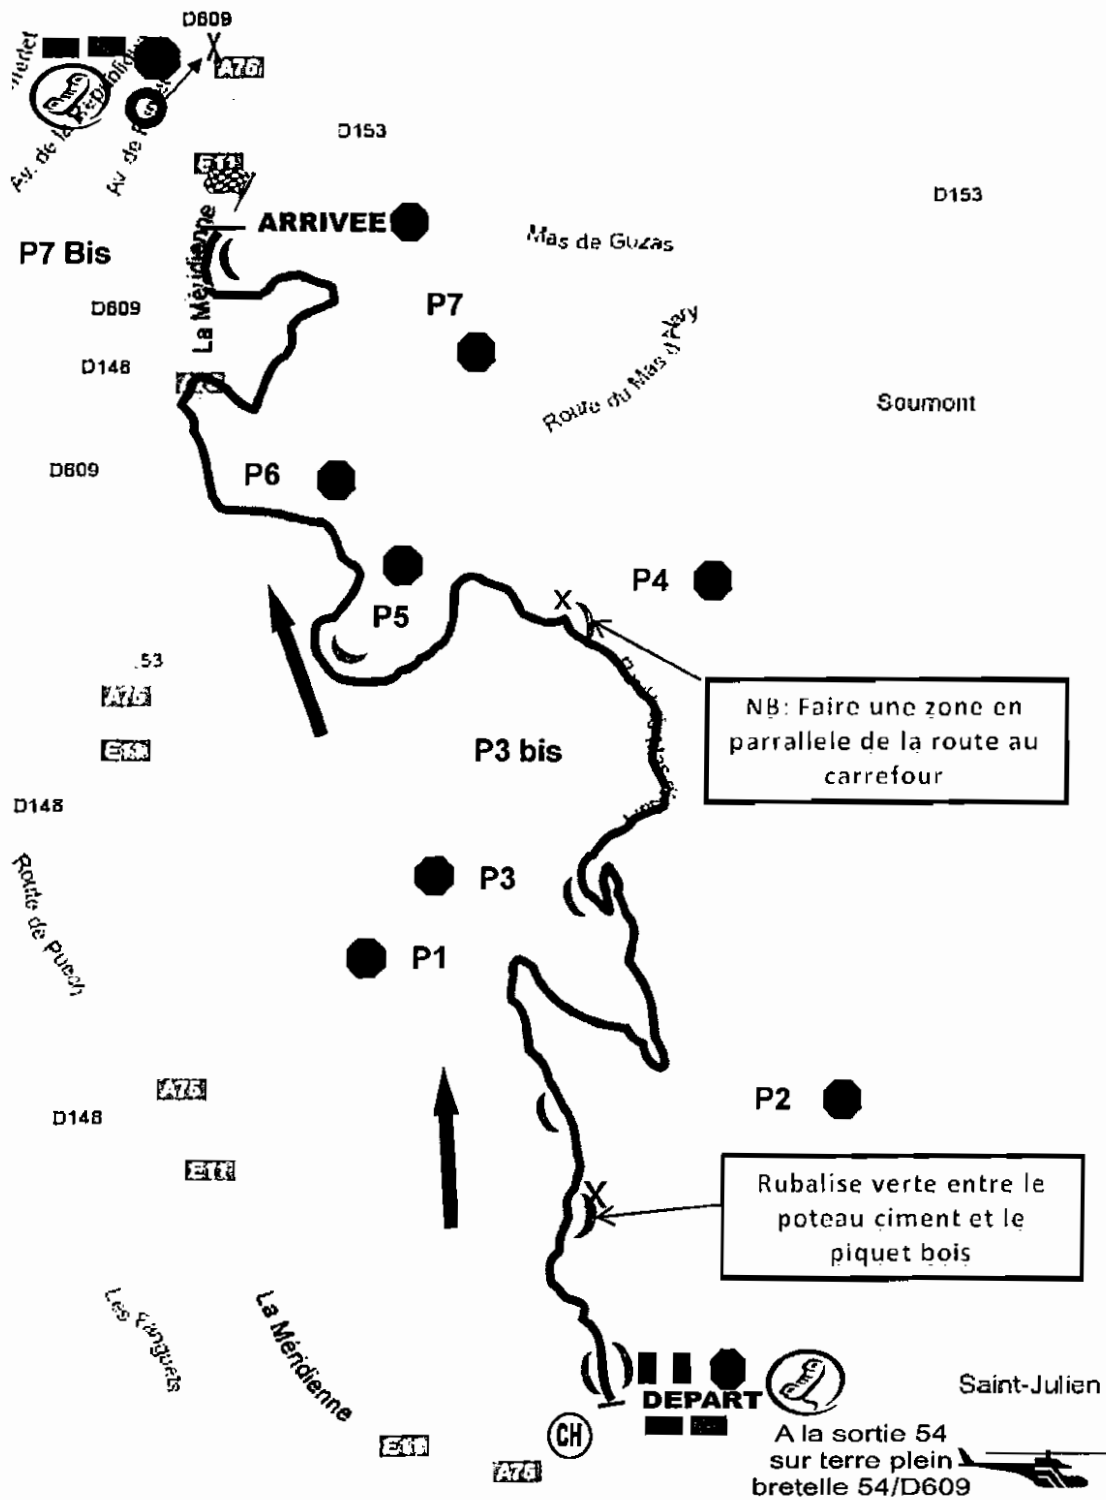 D609
A75
Av. de la République
Av. de
D153
E11
D153
ARRIVEE
Mas de Guzas
P7 Bis
La Méridienne
D609
P7
D148
Route du Mas d'Alary
Soumont
D609
P6
P4
X
P5
53
A75
NB: Faire une zone en
parrallele de la route au
carrefour
E11
P3 bis
D148
P3
Route de Puech
P1
A75
P2
D148
E11
X
Rubalise verte entre le
poteau ciment et le
piquet bois
La Méridienne
DEPART
Saint-Julien
CH
E11
A75
A la sortie 54
sur terre plein
bretelle 54/D609